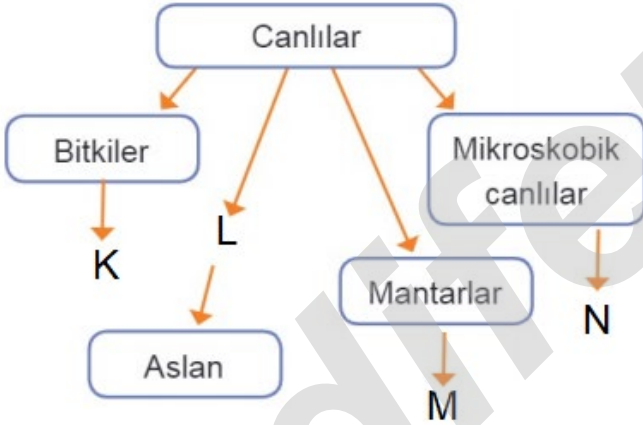 Canlılar
Bitkiler
Mikroskobik
canlılar
L
K
Mantarlar
N
Aslan
M